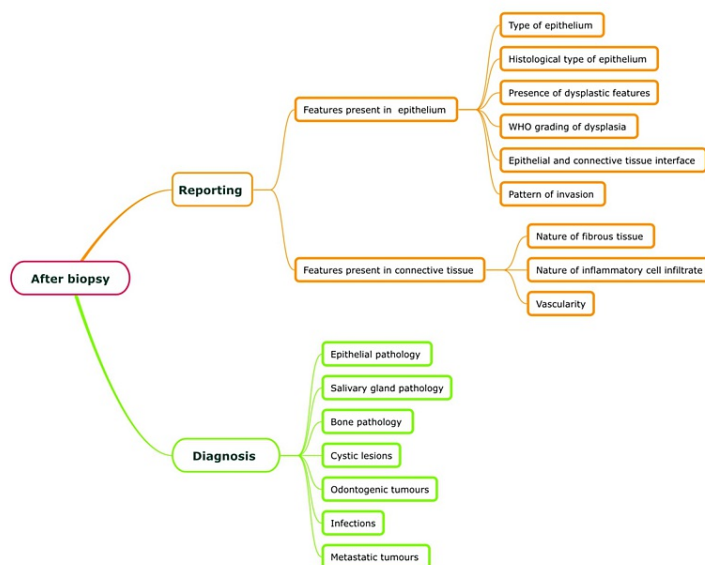 Type of epithelium
Histological type of epithelium
Presence of dysplastic features
Features present in epithelium
WHO grading of dysplasia
Epithelial and connective tissue interface
Reporting
Pattern of invasion
Nature of fibrous tissue
After biopsy
Features present in connective tissue
Nature of inflammatory cell infiltrate
Vascularity
Epithelial pathology
Salivary gland pathology
Bone pathology
Diagnosis
Cystic lesions
Odontogenic tumours
Infections
Metastatic tumours